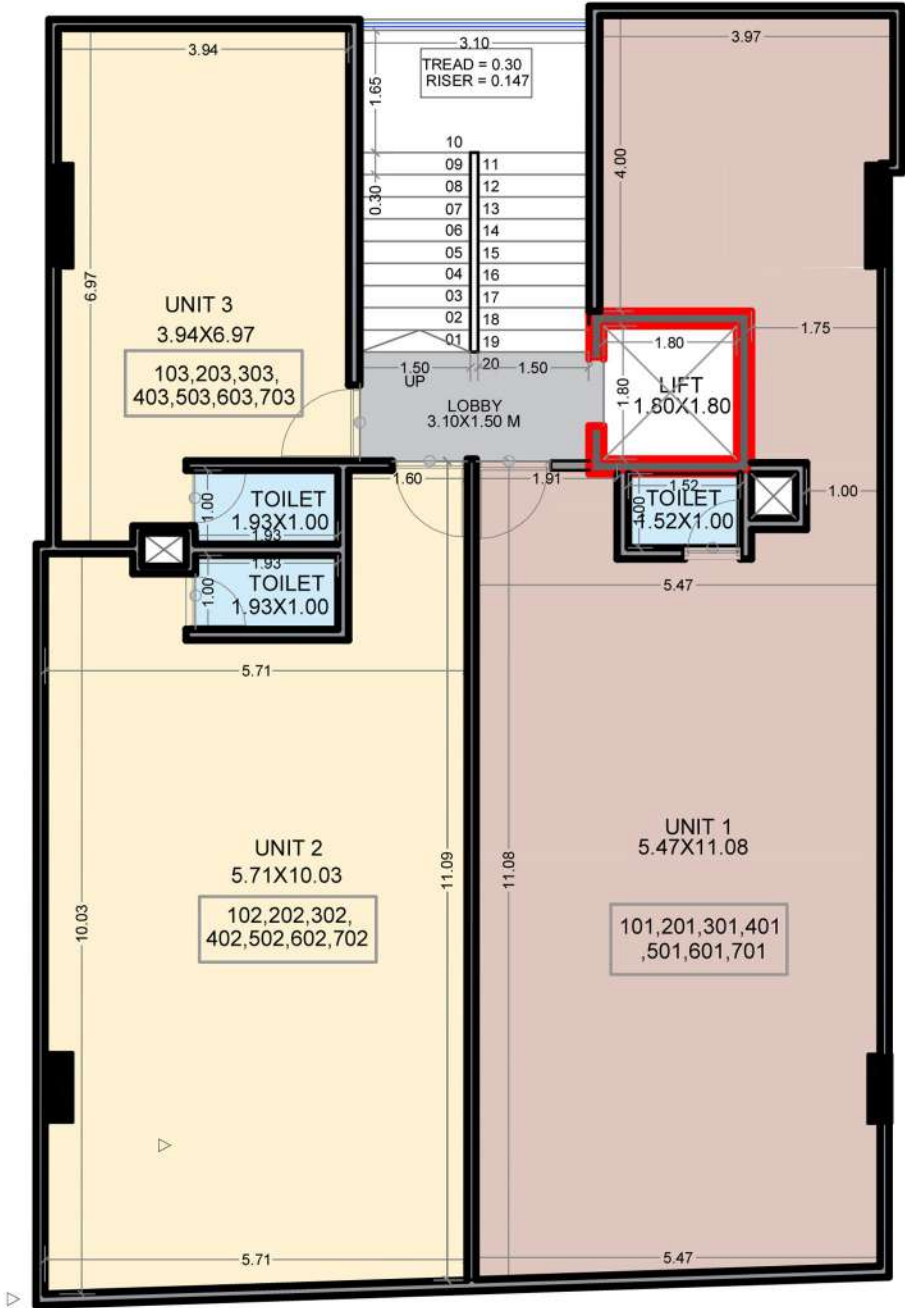 3.94
3.10
3.97
TREAD = 0.30
RISER = 0.147
1.65
0.30
4.00
10
09
08
07
06
05
04
03
02
01
11
12
13
14
15
16
17
18
19
20
6.97
UNIT 3
3.94X6.97
103,203,303,
403,503,603,703
1.50
UP
1.50
LOBBY
3.10X1.50 M
1.80
1.80
LIFT
1.80X1.80
1.75
1.60
1.91
1.00
TOILET
1.93X1.00
1.93
1.93
1.00
TOILET
1.93X1.00
1.52
1.00
TOILET
1.52X1.00
1.00
5.47
5.71
UNIT 2
5.71X10.03
102,202,302,
402,502,602,702
10.03
11.09
11.08
UNIT 1
5.47X11.08
101,201,301,401
,501,601,701
5.71
5.47